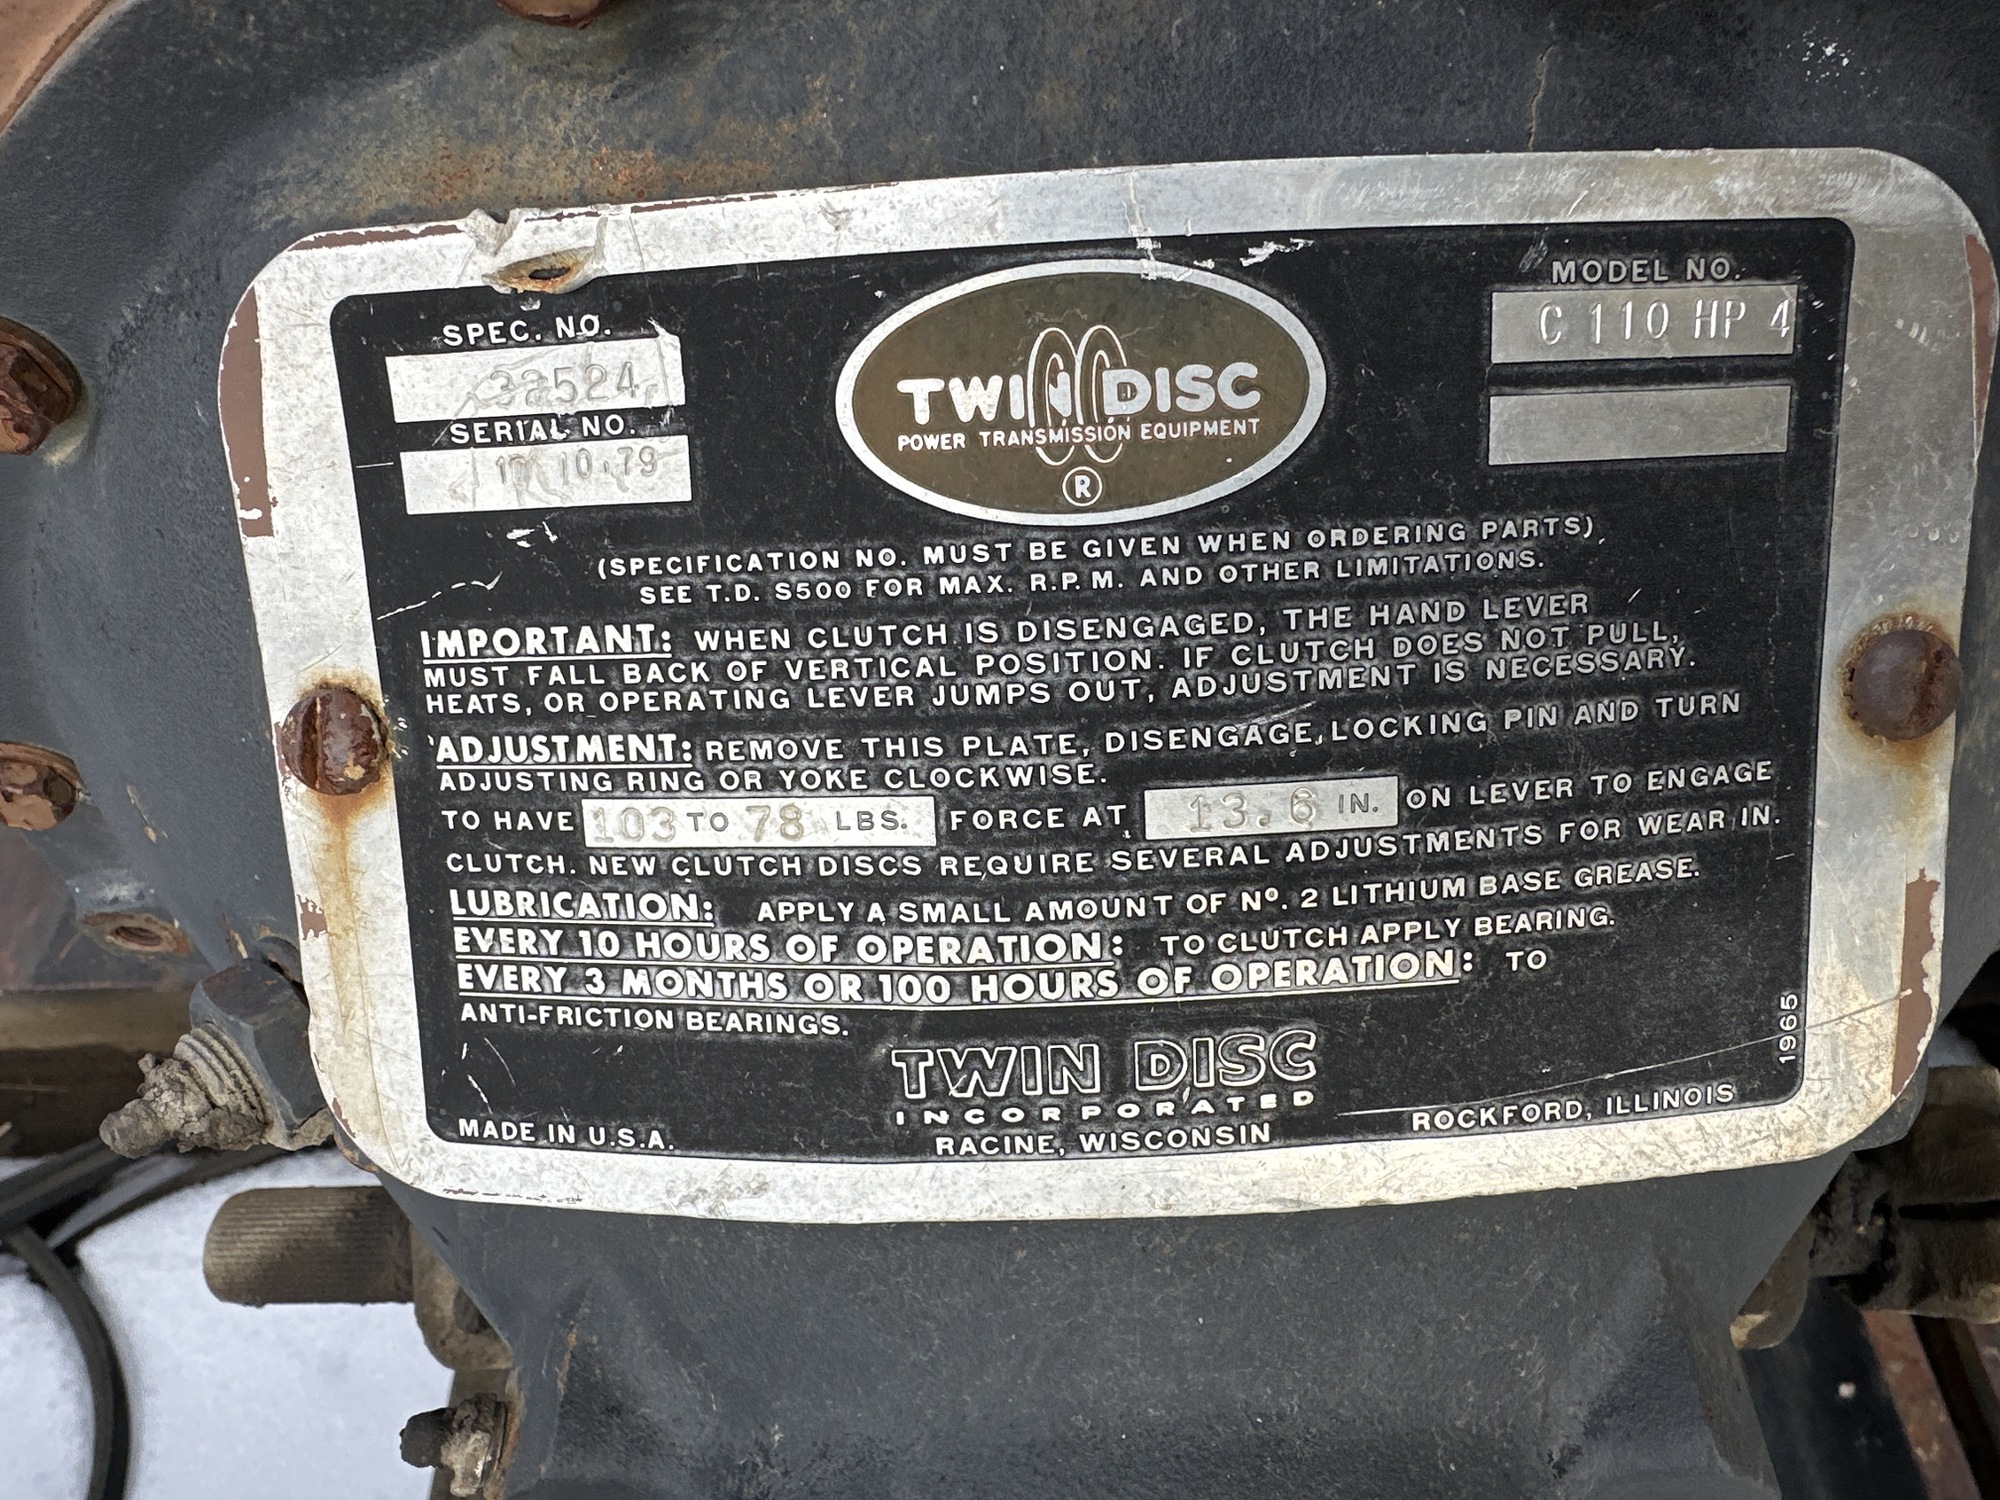 SPEC. NO.
32524
SERIAL NO.
10.79
TWIN DISC
POWER TRANSMISSION EQUIPMENT
®
MODEL NO.
C 110 HP 4
(SPECIFICATION NO. MUST BE GIVEN WHEN ORDERING PARTS)
SEE T.D. S500 FOR MAX. R.P.M. AND OTHER LIMITATIONS.
IMPORTANT: WHEN CLUTCH IS DISENGAGED, THE HAND LEVER
MUST FALL BACK OF VERTICAL POSITION. IF CLUTCH DOES NOT PULL,
HEATS, OR OPERATING LEVER JUMPS OUT, ADJUSTMENT IS NECESSARY.
ADJUSTMENT: REMOVE THIS PLATE, DISENGAGE LOCKING PIN AND TURN
ADJUSTING RING OR YOKE CLOCKWISE.
TO HAVE 103 TO 78 LBS. FORCE AT 13.6 IN. ON LEVER TO ENGAGE
CLUTCH. NEW CLUTCH DISCS REQUIRE SEVERAL ADJUSTMENTS FOR WEAR IN.
LUBRICATION: APPLY A SMALL AMOUNT OF Nº. 2 LITHIUM BASE GREASE.
EVERY 10 HOURS OF OPERATION: TO CLUTCH APPLY BEARING.
EVERY 3 MONTHS OR 100 HOURS OF OPERATION: TO
ANTI-FRICTION BEARINGS.
1965
TWIN DISC
INCORPORATED
MADE IN U.S.A.
RACINE, WISCONSIN
ROCKFORD, ILLINOIS